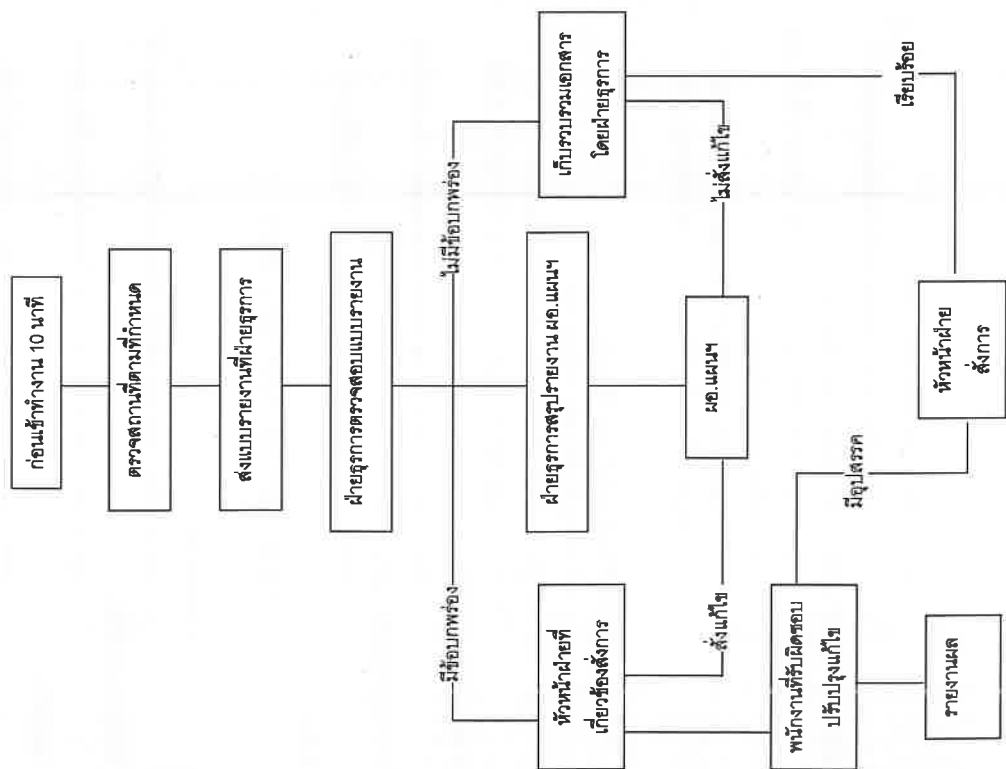 ก่อนเข้าทำงาน 10 นาที
ตรวจสถานที่ตามที่กำหนด
ส่งแบบรายงานที่ฝ่ายธุรการ
ฝ่ายธุรการตรวจสอบแบบรายงาน
มีข้อบกพร่อง
ไม่มีข้อบกพร่อง
หัวหน้าฝ่ายที่
เกี่ยวข้องสั่งการ
ฝ่ายธุรการสรุปรายงาน ผอ.แผนฯ
เก็บรวบรวมเอกสาร
โดยฝ่ายธุรการ
สั่งแก้ไข
ผอ.แผนฯ
ไม่สั่งแก้ไข
เรียบร้อย
พนักงานที่รับผิดชอบ
ปรับปรุงแก้ไข
มีอุปสรรค
หัวหน้าฝ่าย
สั่งการ
รายงานผล